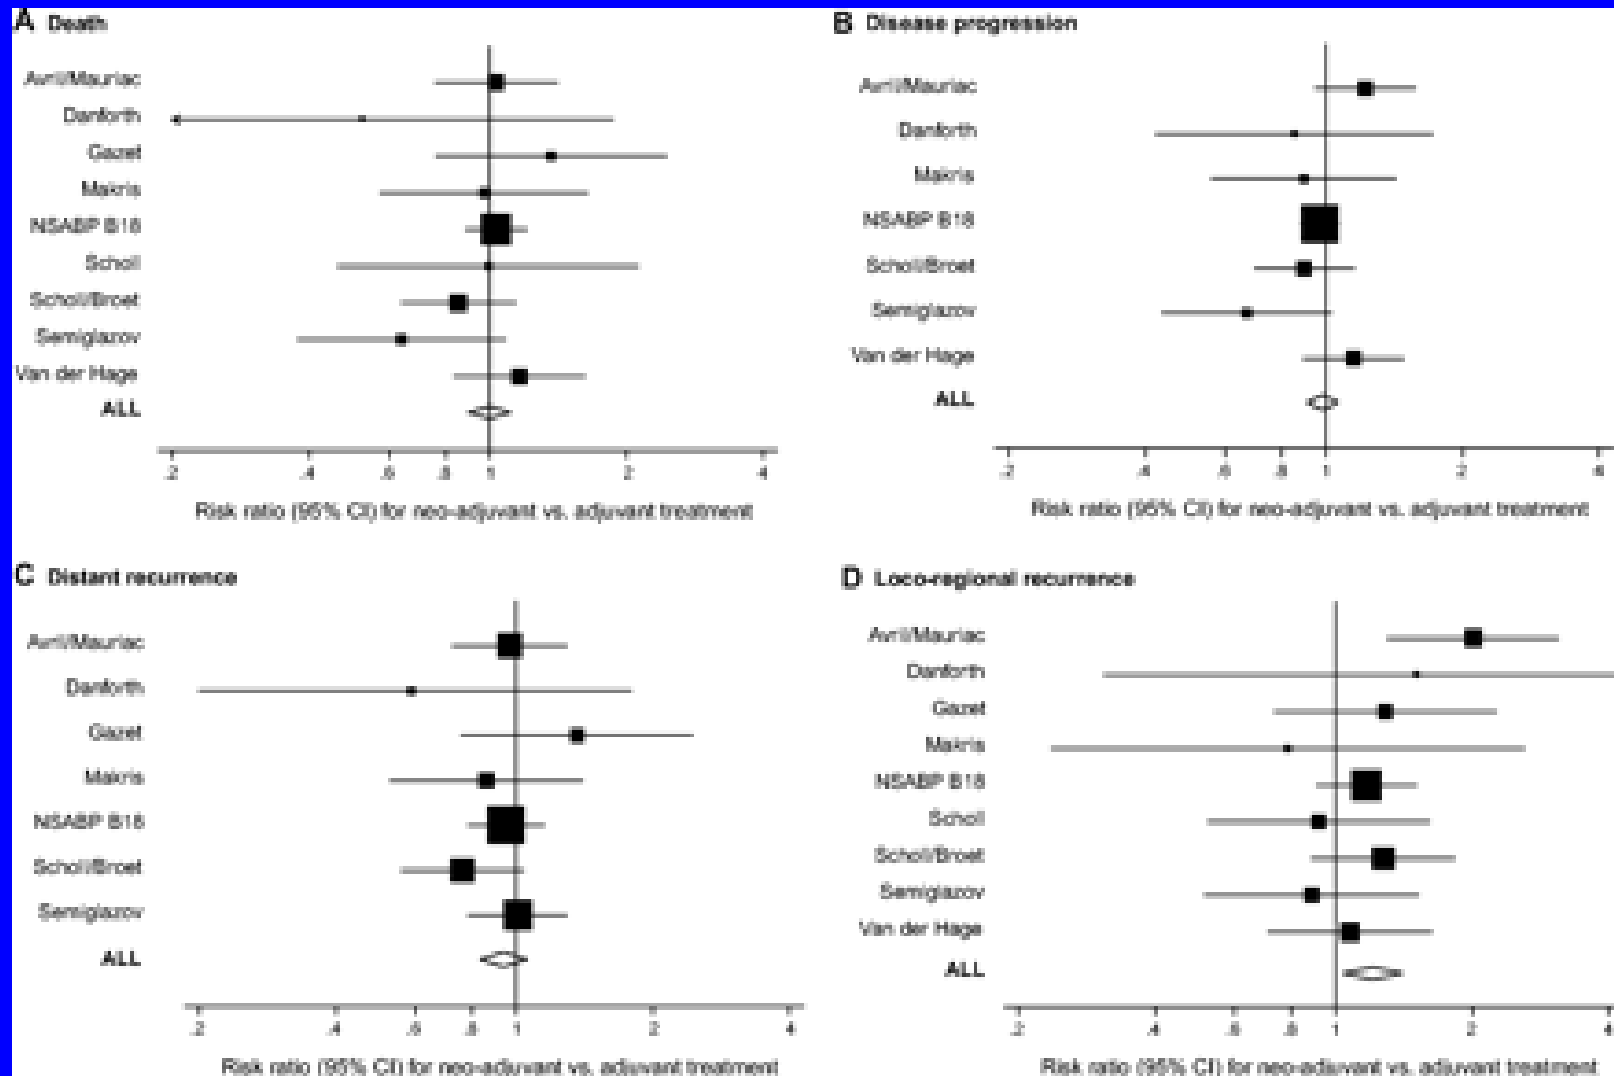 A Death
Avril/Mauriac
Danforth
Gazet
Makris
NSABP B18
Scholl
Scholl/Broet
Semiglazov
Van der Hage
ALL
.2 .4 .6 .8 1 2 4
Risk ratio (95% CI) for neo-adjuvant vs. adjuvant treatment
B Disease progression
Avril/Mauriac
Danforth
Makris
NSABP B18
Scholl/Broet
Semiglazov
Van der Hage
ALL
.2 .4 .6 .8 1 2 4
Risk ratio (95% CI) for neo-adjuvant vs. adjuvant treatment
C Distant recurrence
Avril/Mauriac
Danforth
Gazet
Makris
NSABP B18
Scholl/Broet
Semiglazov
ALL
.2 .4 .6 .8 1 2 4
Risk ratio (95% CI) for neo-adjuvant vs. adjuvant treatment
D Loco-regional recurrence
Avril/Mauriac
Danforth
Gazet
Makris
NSABP B18
Scholl
Scholl/Broet
Semiglazov
Van der Hage
ALL
.2 .4 .6 .8 1 2 4
Risk ratio (95% CI) for neo-adjuvant vs. adjuvant treatment